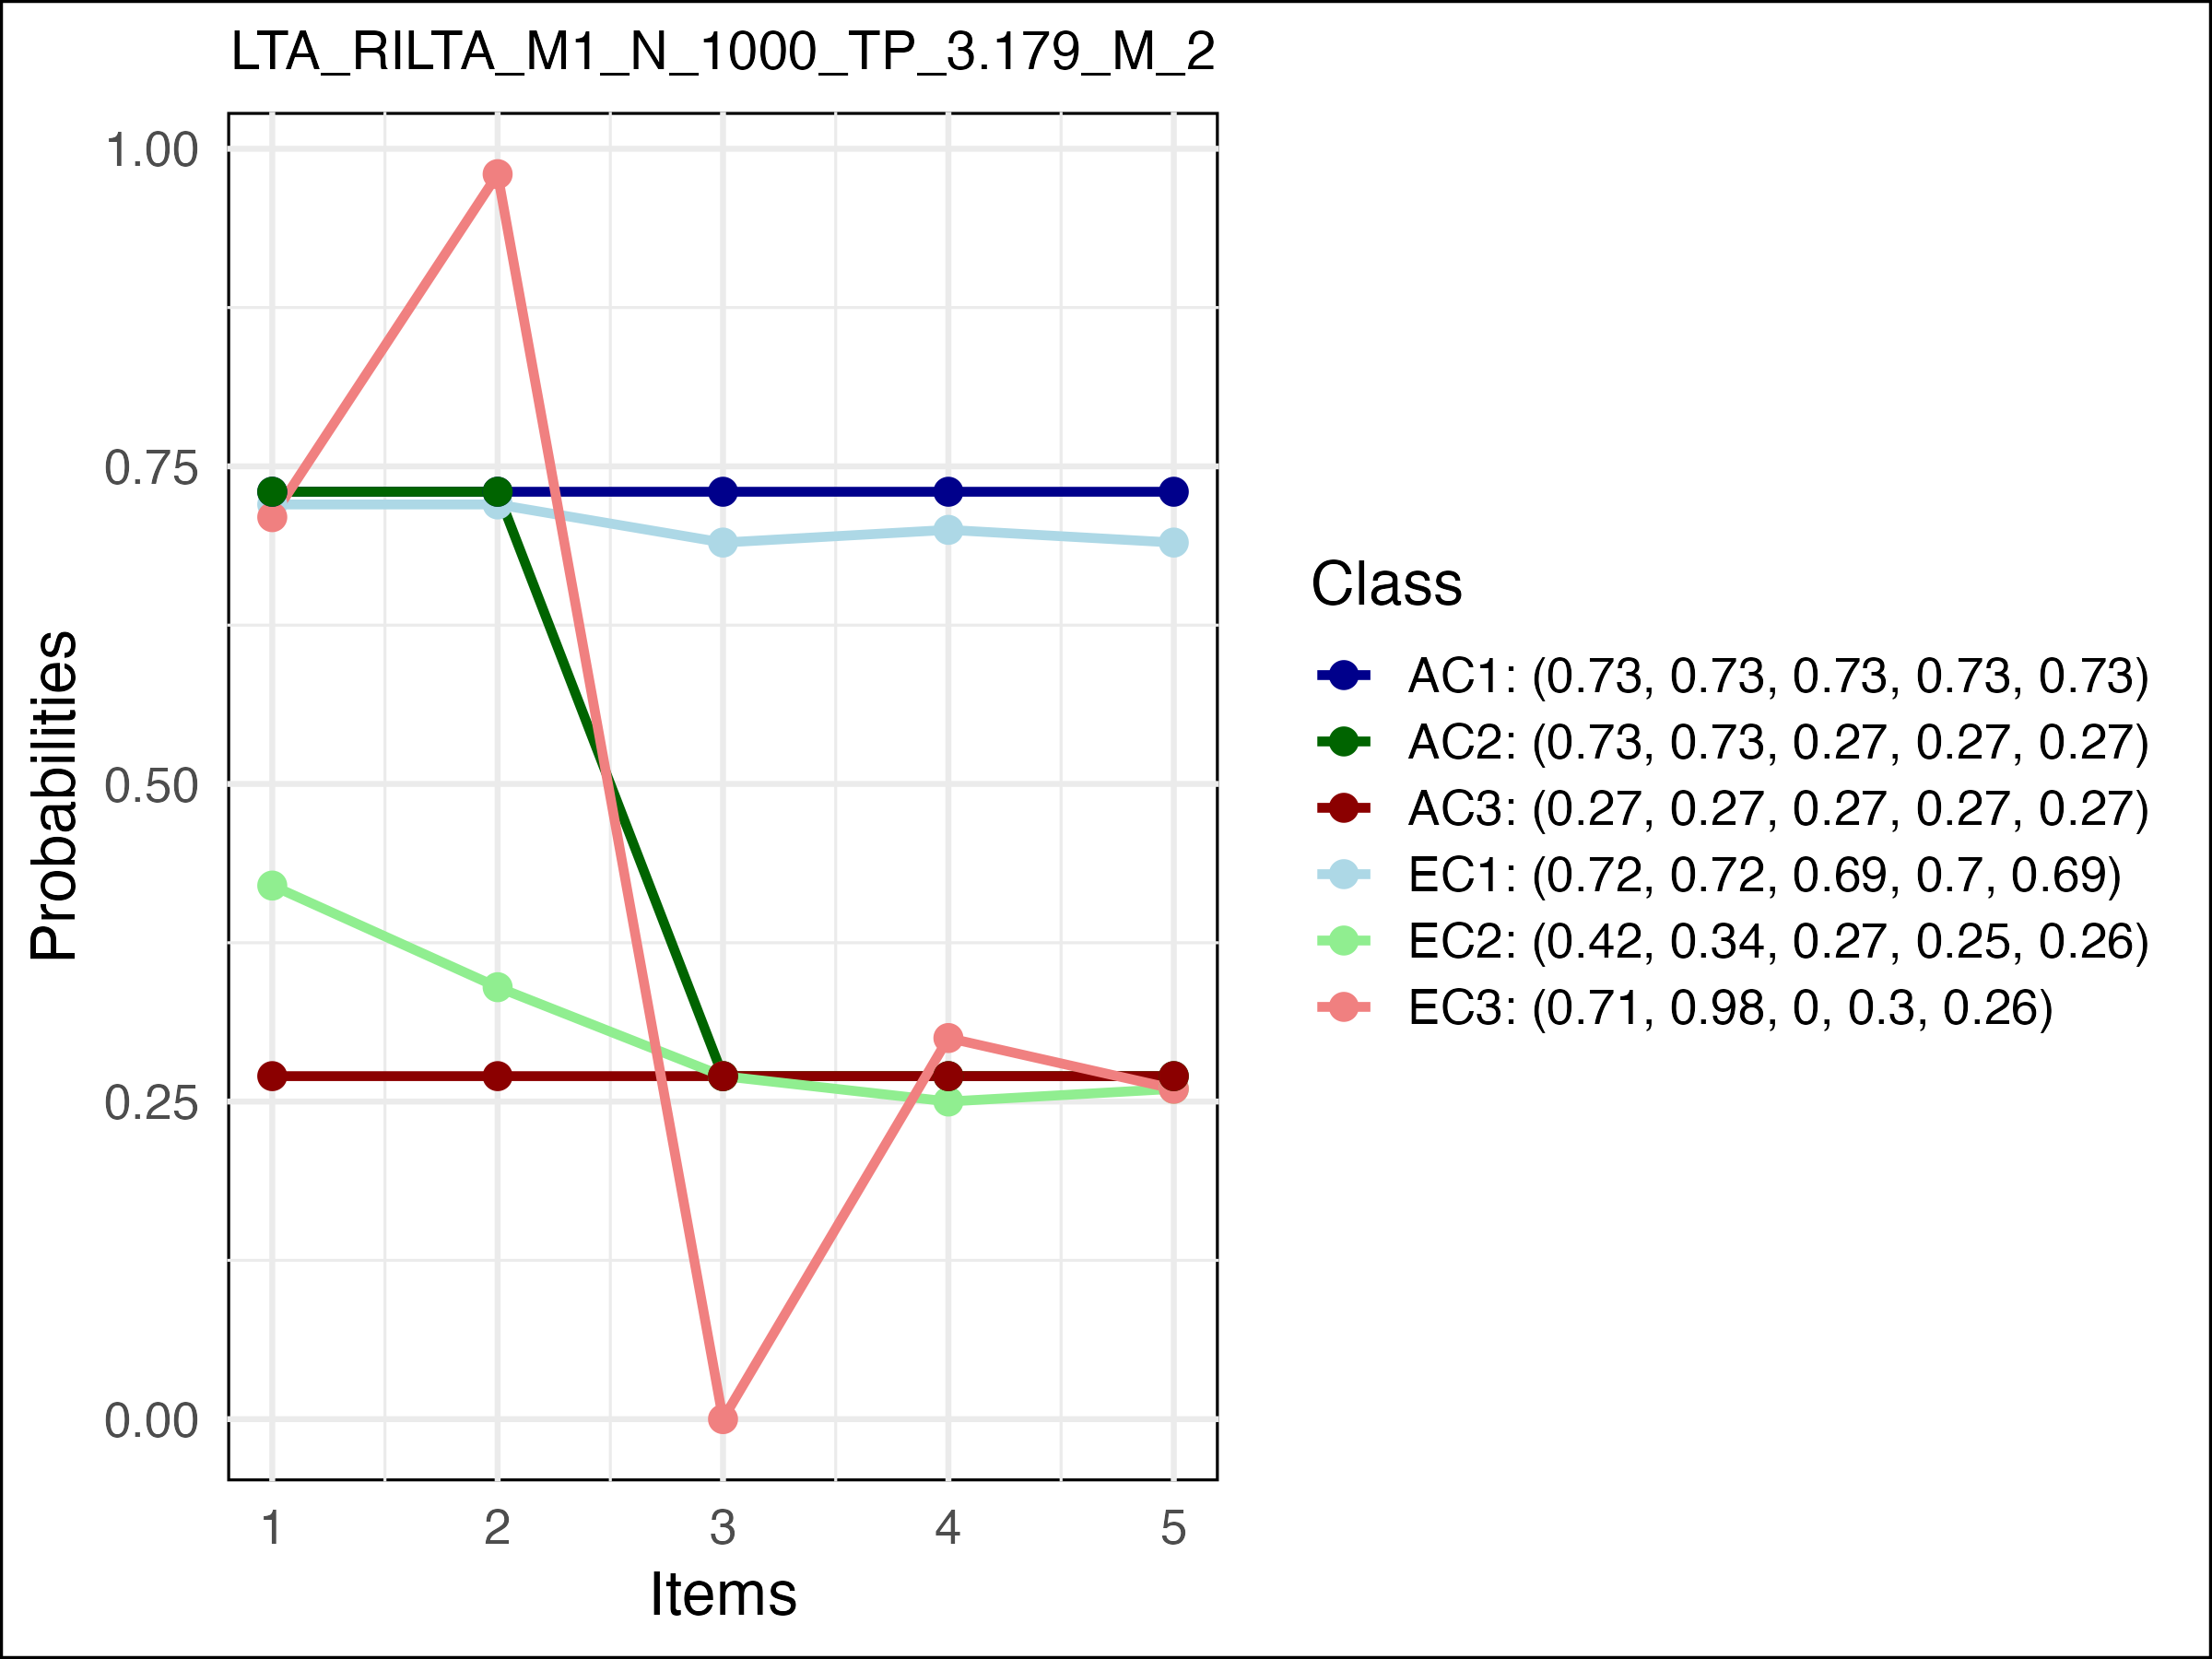 LTA_RILTA_M1_N_1000_TP_3.179_M_2
1.00
0.75
0.50
0.25
0.00
Probabilities
1 2 3 4 5
Items
Class
AC1: (0.73, 0.73, 0.73, 0.73, 0.73)
AC2: (0.73, 0.73, 0.27, 0.27, 0.27)
AC3: (0.27, 0.27, 0.27, 0.27, 0.27)
EC1: (0.72, 0.72, 0.69, 0.7, 0.69)
EC2: (0.42, 0.34, 0.27, 0.25, 0.26)
EC3: (0.71, 0.98, 0, 0.3, 0.26)